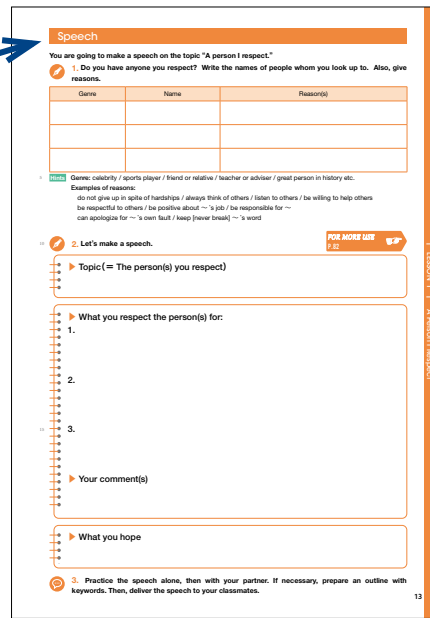 Speech
You are going to make a speech on the topic "A person I respect."
1. Do you have anyone you respect? Write the names of people whom you look up to. Also, give
reasons.
Genre Name Reason(s)
5 Hints Genre: celebrity / sports player / friend or relative / teacher or adviser / great person in history etc.
Examples of reasons:
do not give up in spite of hardships / always think of others / listen to others / be willing to help others
be respectful to others / be positive about ～ 's job / be responsible for ～
can apologize for ～ 's own fault / keep [never break] ～ 's word
10 2. Let's make a speech.
FOR MORE USE
P. 82
▶ Topic (= The person(s) you respect)
▶ What you respect the person(s) for:
1.
2.
3.
▶ Your comment(s)
▶ What you hope
3. Practice the speech alone, then with your partner. If necessary, prepare an outline with
keywords. Then, deliver the speech to your classmates.
13
LESSON 1
A Person I Respect